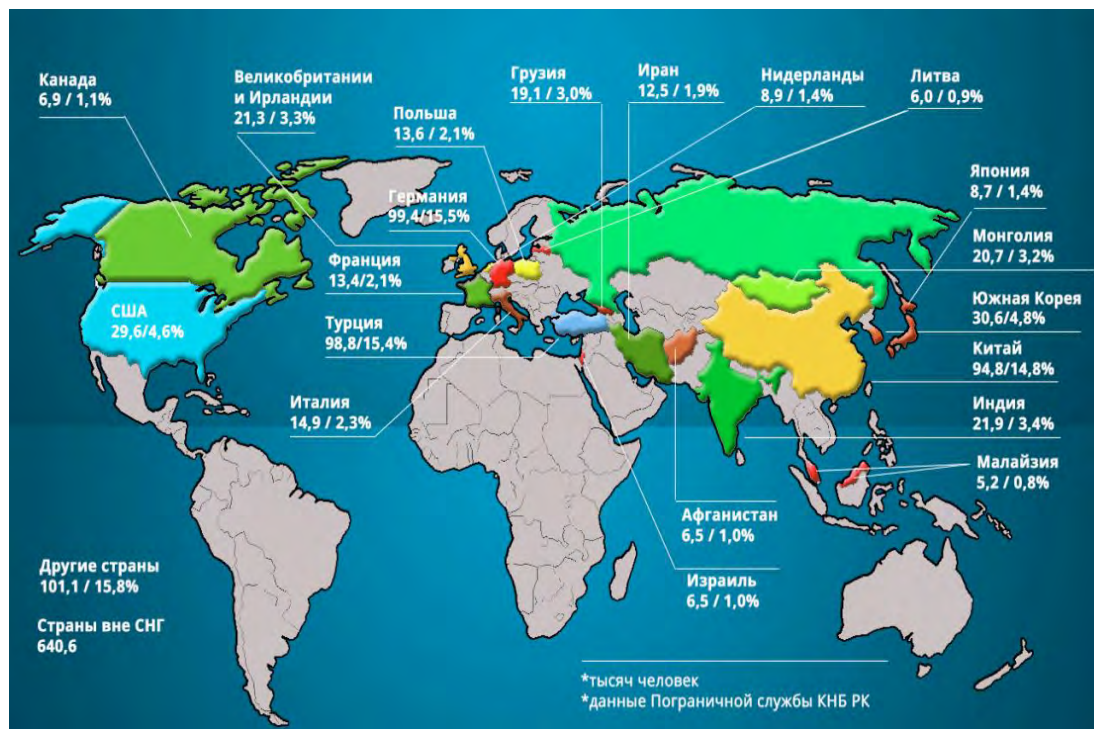 Канада
6,9 / 1,1%
Великобритании
и Ирландии
21,3 / 3,3%
Польша
13,6 / 2,1%
Грузия
19,1 / 3,0%
Иран
12,5 / 1,9%
Нидерланды
8,9 / 1,4%
Литва
6,0 / 0,9%
Германия
99,4/15,5%
Япония
8,7 / 1,4%
Монголия
20,7 / 3,2%
Франция
13,4/2,1%
США
29,6/4,6%
Южная Корея
30,6/4,8%
Турция
98,8/15,4%
Китай
94,8/14,8%
Италия
14,9 / 2,3%
Индия
21,9 / 3,4%
Малайзия
5,2 / 0,8%
Афганистан
6,5 / 1,0%
Израиль
6,5 / 1,0%
Другие страны
101,1 / 15,8%
Страны вне СНГ
640,6
*тысяч человек
*данные Пограничной службы КНБ РК